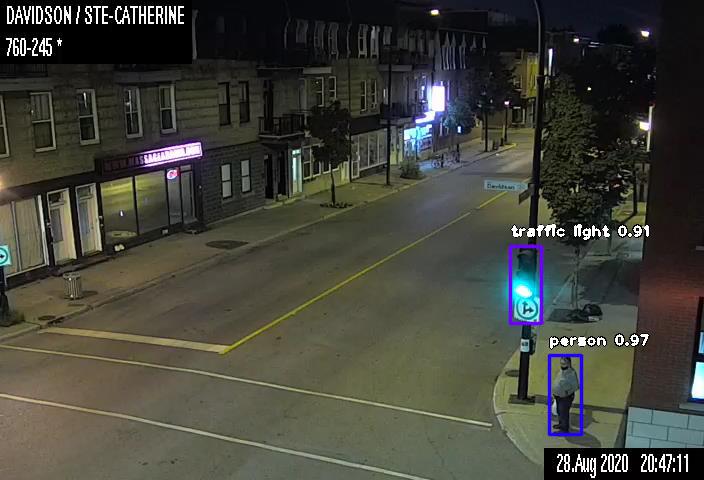 DAVIDSON / STE-CATHERINE
760-245 *
Davidson
traffic light 0.91
person 0.97
28.Aug 2020 20:47:11